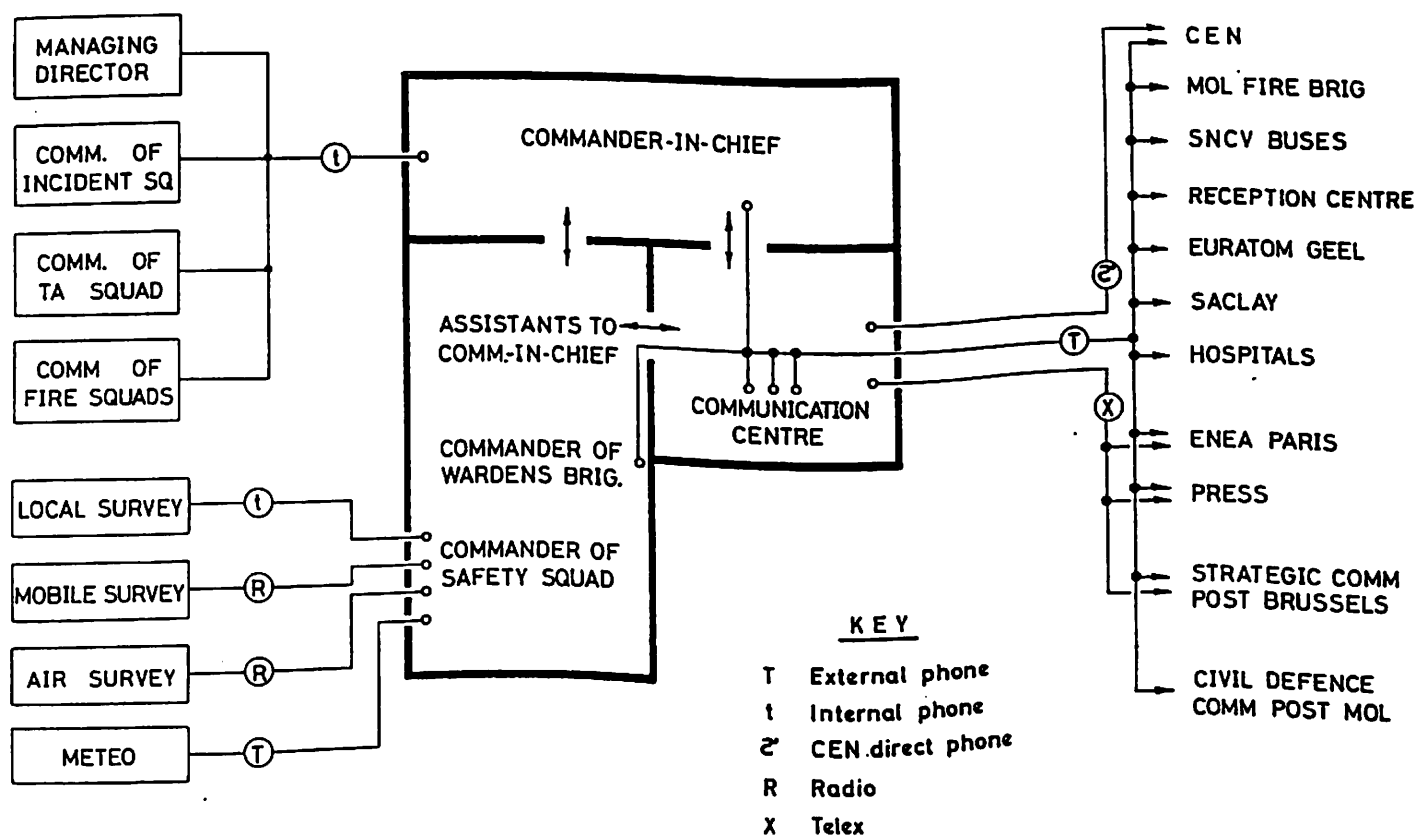 MANAGING
DIRECTOR
COMM. OF
INCIDENT SQ
COMM. OF
TA SQUAD
COMM OF
FIRE SQUADS
t
LOCAL SURVEY
t
MOBILE SURVEY
R
AIR SURVEY
R
METEO
T
COMMANDER-IN-CHIEF
ASSISTANTS TO
COMM.-IN-CHIEF
COMMUNICATION
CENTRE
COMMANDER OF
WARDENS BRIG.
COMMANDER OF
SAFETY SQUAD
T
X
CEN
MOL FIRE BRIG
SNCV BUSES
RECEPTION CENTRE
EURATOM GEEL
SACLAY
HOSPITALS
ENEA PARIS
PRESS
STRATEGIC COMM
POST BRUSSELS
CIVIL DEFENCE
COMM POST MOL
KEY
T External phone
t Internal phone
CEN.direct phone
R Radio
X Telex